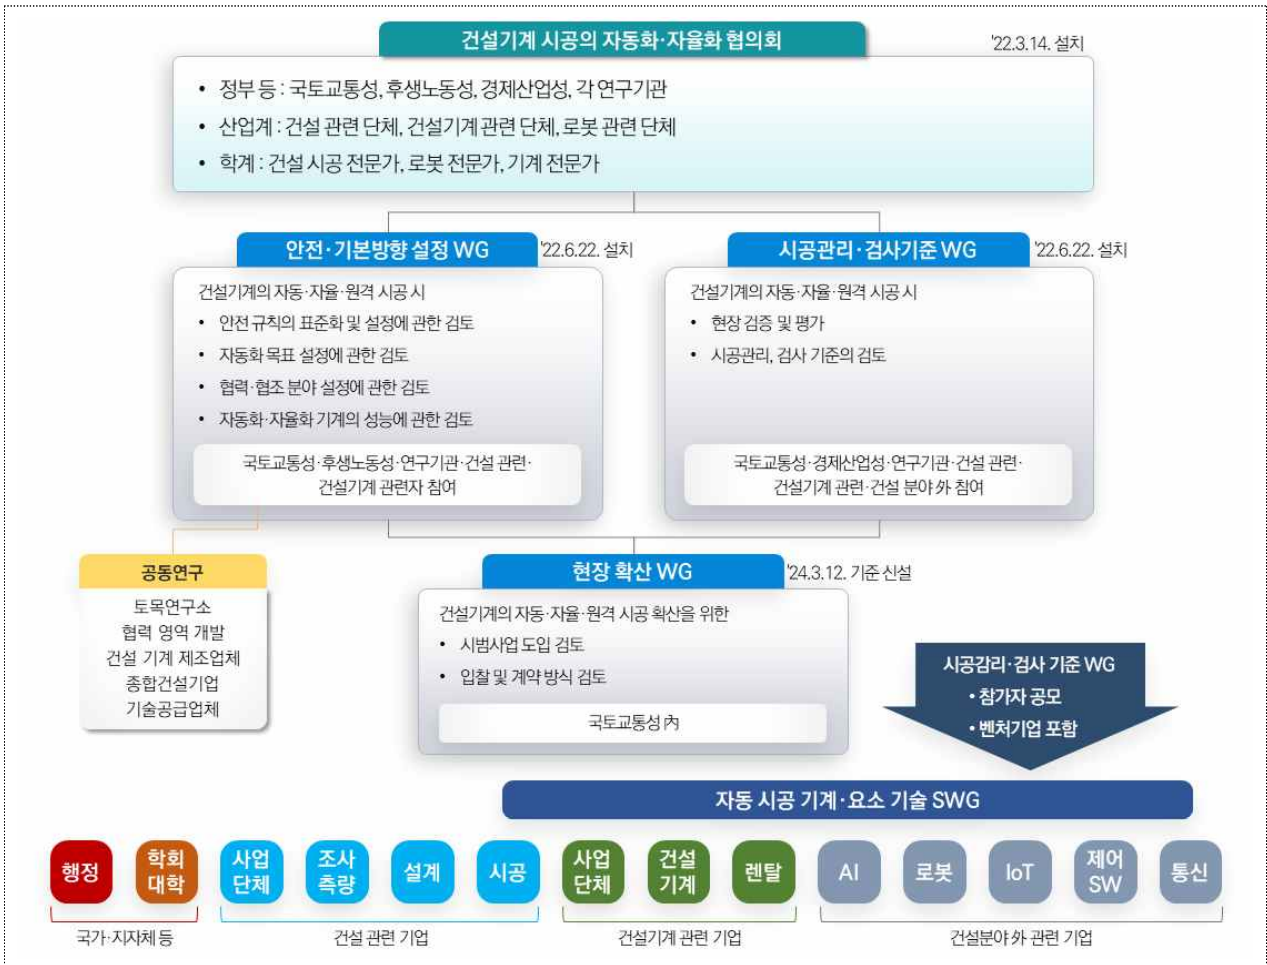 건설기계 시공의 자동화·자율화 협의회
'22.3.14. 설치
• 정부 등 : 국토교통성, 후생노동성, 경제산업성, 각 연구기관
• 산업계 : 건설 관련 단체, 건설기계 관련 단체, 로봇 관련 단체
• 학계 : 건설 시공 전문가, 로봇 전문가, 기계 전문가
안전·기본방향 설정 WG
'22.6.22. 설치
건설기계의 자동·자율·원격 시공 시
• 안전 규칙의 표준화 및 설정에 관한 검토
• 자동화 목표 설정에 관한 검토
• 협력·협조 분야 설정에 관한 검토
• 자동화·자율화 기계의 성능에 관한 검토
국토교통성·후생노동성·연구기관·건설 관련·
건설기계 관련자 참여
시공관리·검사기준 WG
'22.6.22. 설치
건설기계의 자동·자율·원격 시공 시
• 현장 검증 및 평가
• 시공관리, 검사 기준의 검토
국토교통성·경제산업성·연구기관·건설 관련·
건설기계 관련·건설 분야 外 참여
공동연구
토목연구소
협력 영역 개발
건설 기계 제조업체
종합건설기업
기술공급업체
현장 확산 WG
'24.3.12. 기준 신설
건설기계의 자동·자율·원격 시공 확산을 위한
• 시범사업 도입 검토
• 입찰 및 계약 방식 검토
국토교통성 內
시공감리·검사 기준 WG
• 참가자 공모
• 벤처기업 포함
자동 시공 기계·요소 기술 SWG
행정
학회
대학
사업
단체
조사
측량
설계
시공
사업
단체
건설
기계
렌탈
AI
로봇
IoT
제어
SW
통신
국가·지자체 등
건설 관련 기업
건설기계 관련 기업
건설분야 外 관련 기업